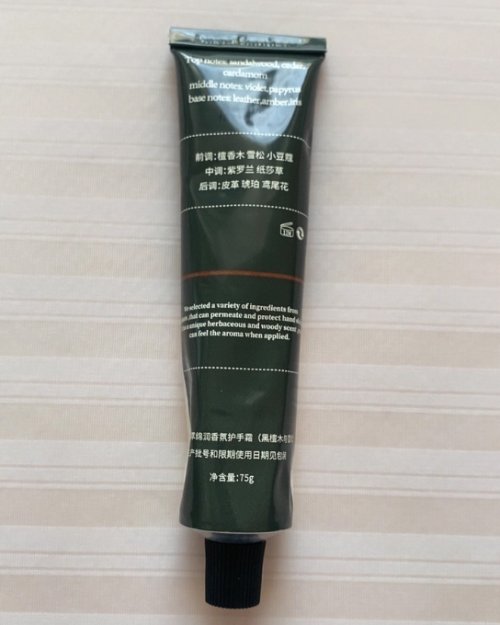 Top notes: sandalwood, cedar,
cardamom
middle notes: violet,papyrus
base notes: leather,amber,iris
前调:檀香木 雪松 小豆蔻
中调:紫罗兰 纸莎草
后调:皮革 琥珀 鸢尾花
We selected a variety of ingredients from
that can permeate and protect hand
unique herbaceous and woody scent
can feel the aroma when applied.
绵润香氛护手霜（黑檀木
产批号和限期使用日期见包装
净含量:75g